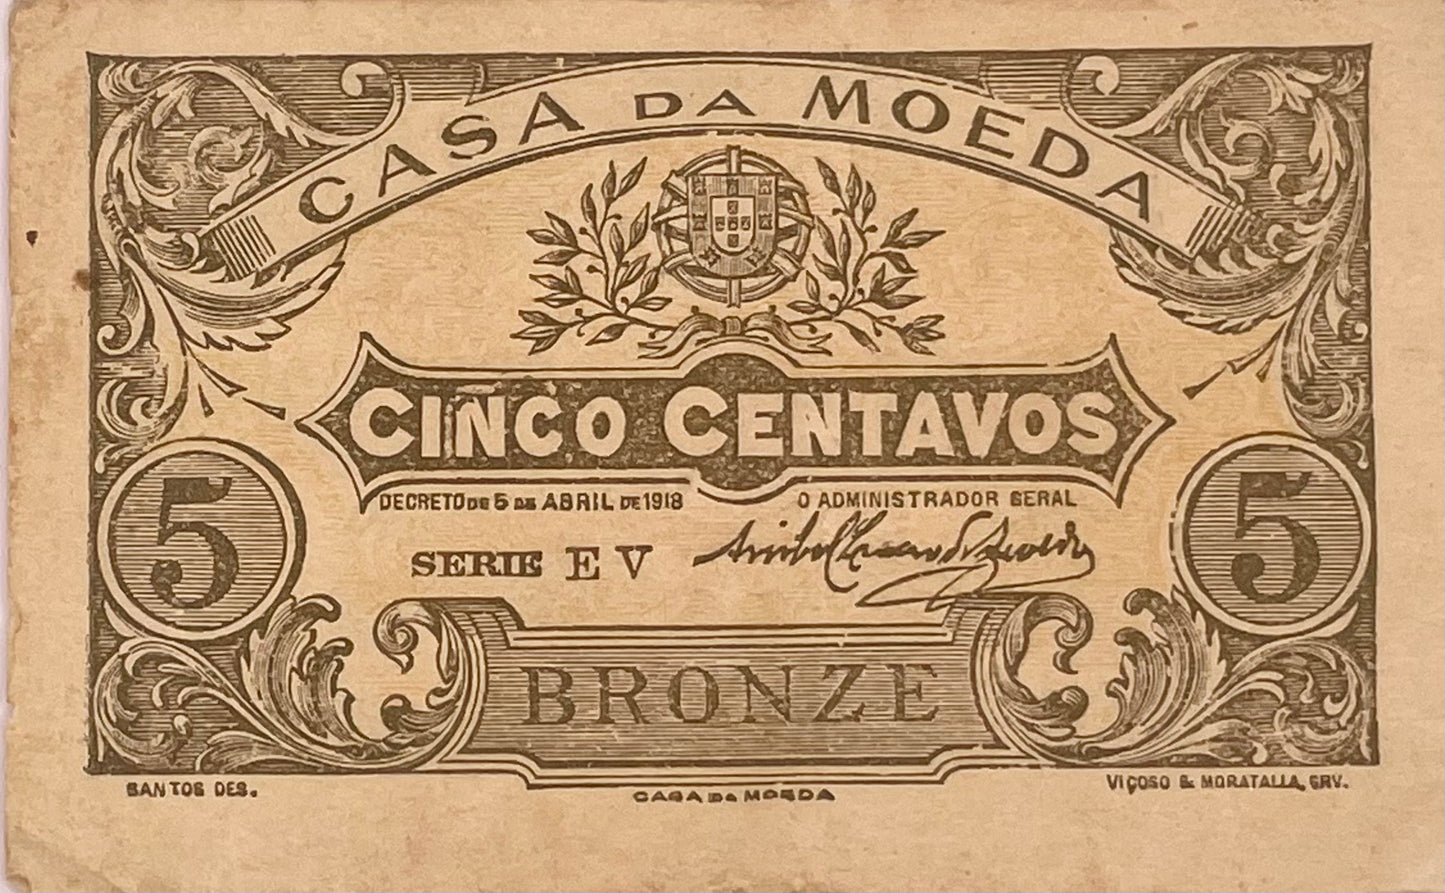 CASA DA MOEDA
CINCO CENTAVOS
DECRETO DE 5 DE ABRIL DE 1918
O ADMINISTRADOR GERAL
SERIE E V
5
5
BRONZE
SANTOS DES.
CASA DA MOEDA
VIÇOSO & MORATALLA, GRV.